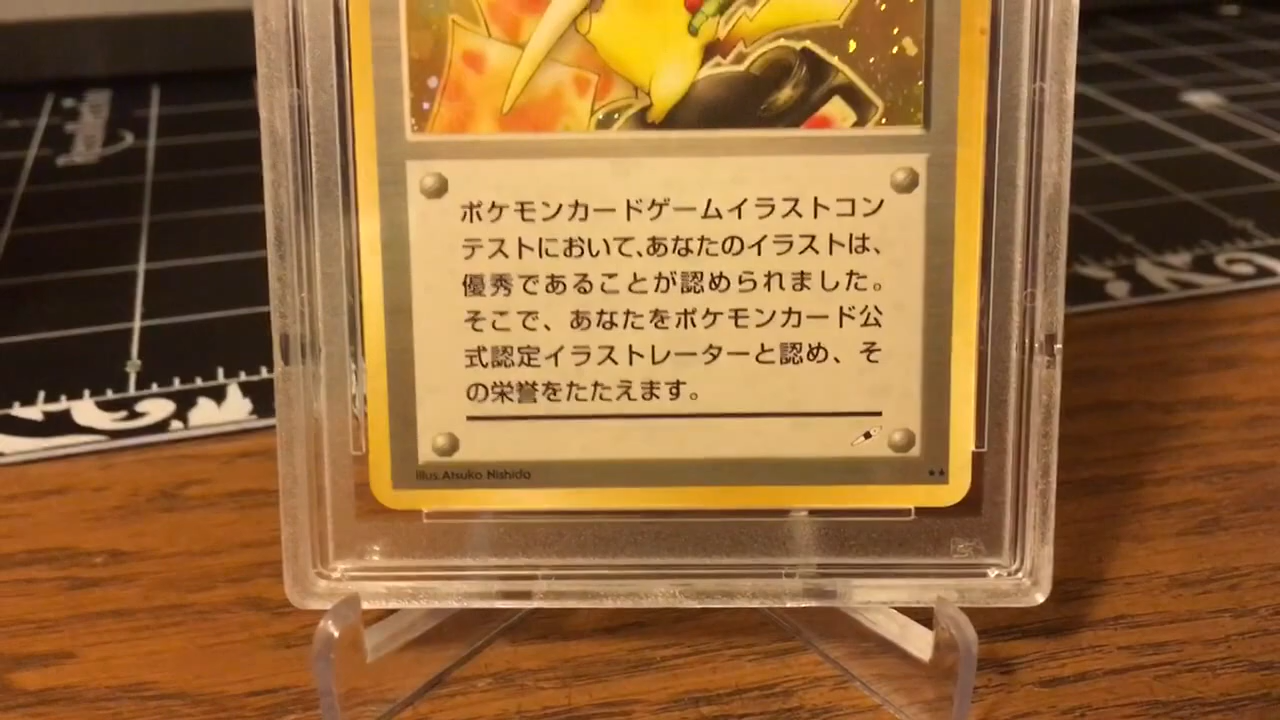 ポケモンカードゲームイラストコン
テストにおいて、あなたのイラストは、
優秀であることが認められました。
そこで、あなたをポケモンカード公
式認定イラストレーターと認め、そ
の栄誉をたたえます。
Illus.Atsuko Nishida